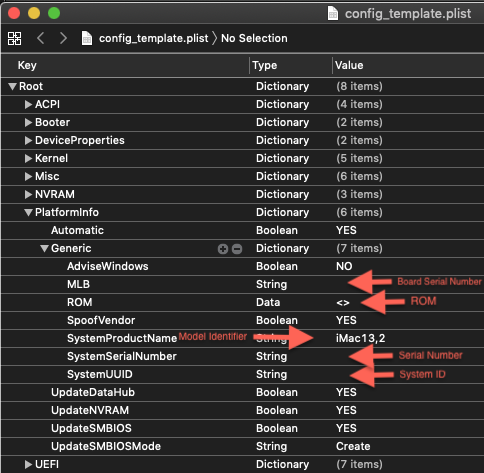 config_template.plist
config_template.plist No Selection
Key Type Value
Root Dictionary (8 items)
ACPI Dictionary (4 items)
Booter Dictionary (2 items)
DeviceProperties Dictionary (2 items)
Kernel Dictionary (5 items)
Misc Dictionary (6 items)
NVRAM Dictionary (3 items)
PlatformInfo Dictionary (6 items)
Automatic Boolean YES
Generic Dictionary (7 items)
AdviseWindows Boolean NO
MLB String Board Serial Number
ROM Data <> ROM
SpoofVendor Boolean YES
SystemProductName Model Identifier String iMac13,2
SystemSerialNumber String Serial Number
SystemUUID String System ID
UpdateDataHub Boolean YES
UpdateNVRAM Boolean YES
UpdateSMBIOS Boolean YES
UpdateSMBIOSMode String Create
UEFI Dictionary (7 items)